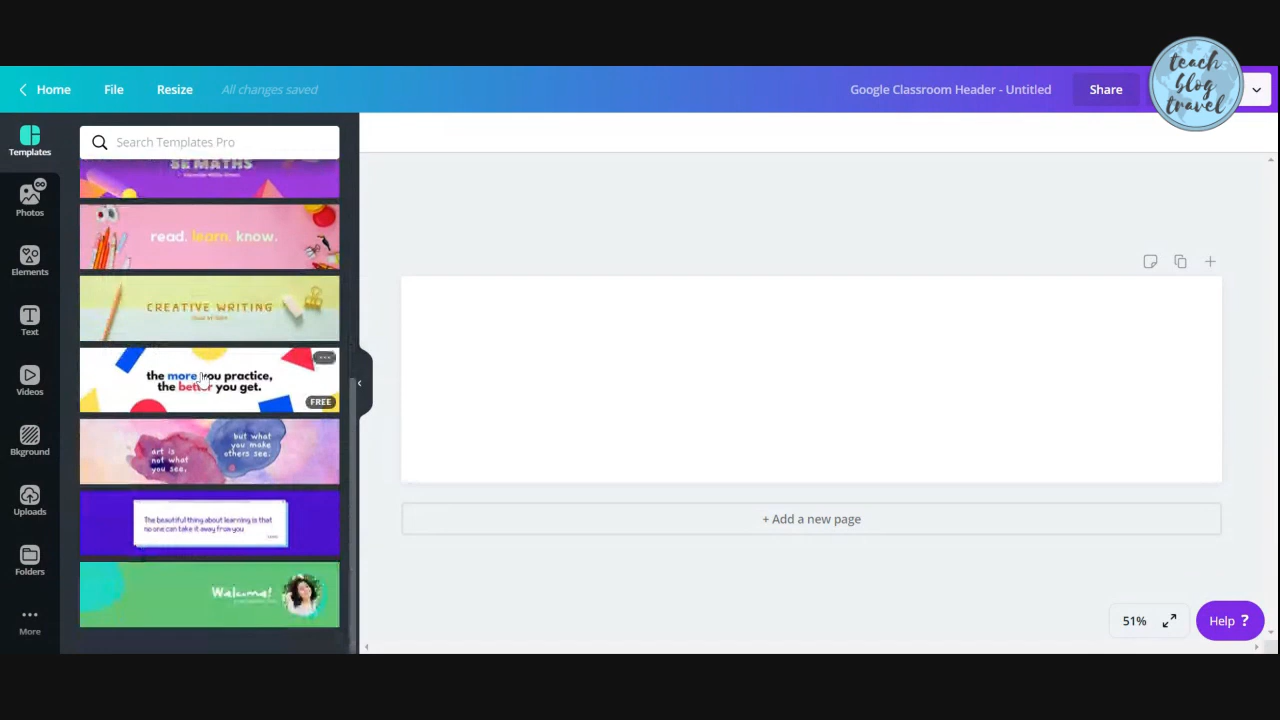 Home
File
Resize
All changes saved
Google Classroom Header - Untitled
Share
teach
blog
travel
Templates
Photos
Elements
Text
Videos
Bkground
Uploads
Folders
More
Search Templates Pro
SE MATHS
read. learn. know.
CREATIVE WRITING
the more you practice,
the better you get.
FREE
art is
not what
you see,
but what
you make
others see.
The beautiful thing about learning is that
no one can take it away from you
Welcome!
+ Add a new page
51%
Help ?